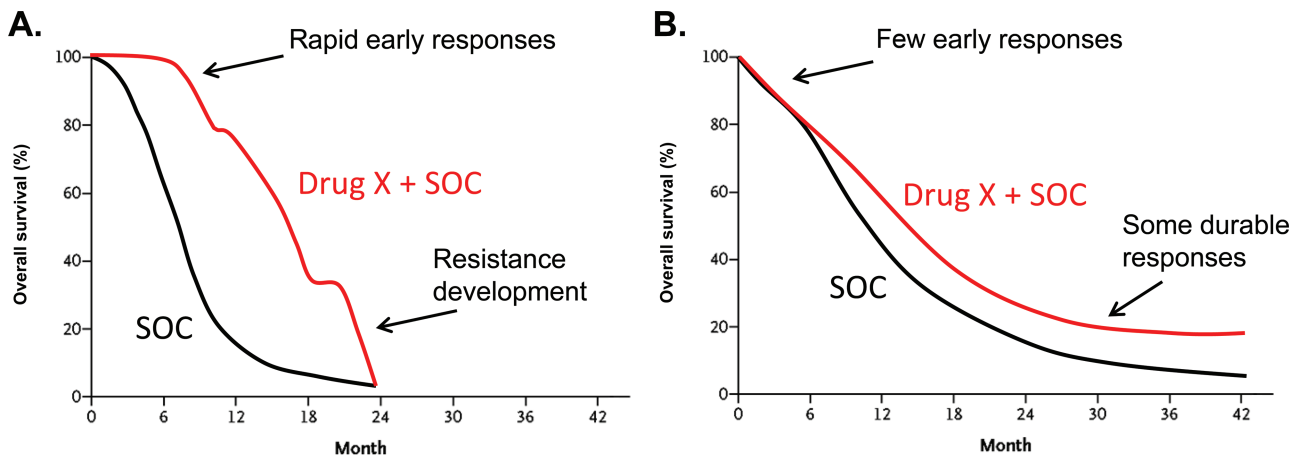 A.
Rapid early responses
100
80
60
40
20
0
Overall survival (%)
Drug X + SOC
Resistance
development
SOC
0 6 12 18 24 30 36 42
Month
B.
Few early responses
100
80
60
40
20
0
Overall survival (%)
Drug X + SOC
Some durable
responses
SOC
0 6 12 18 24 30 36 42
Month